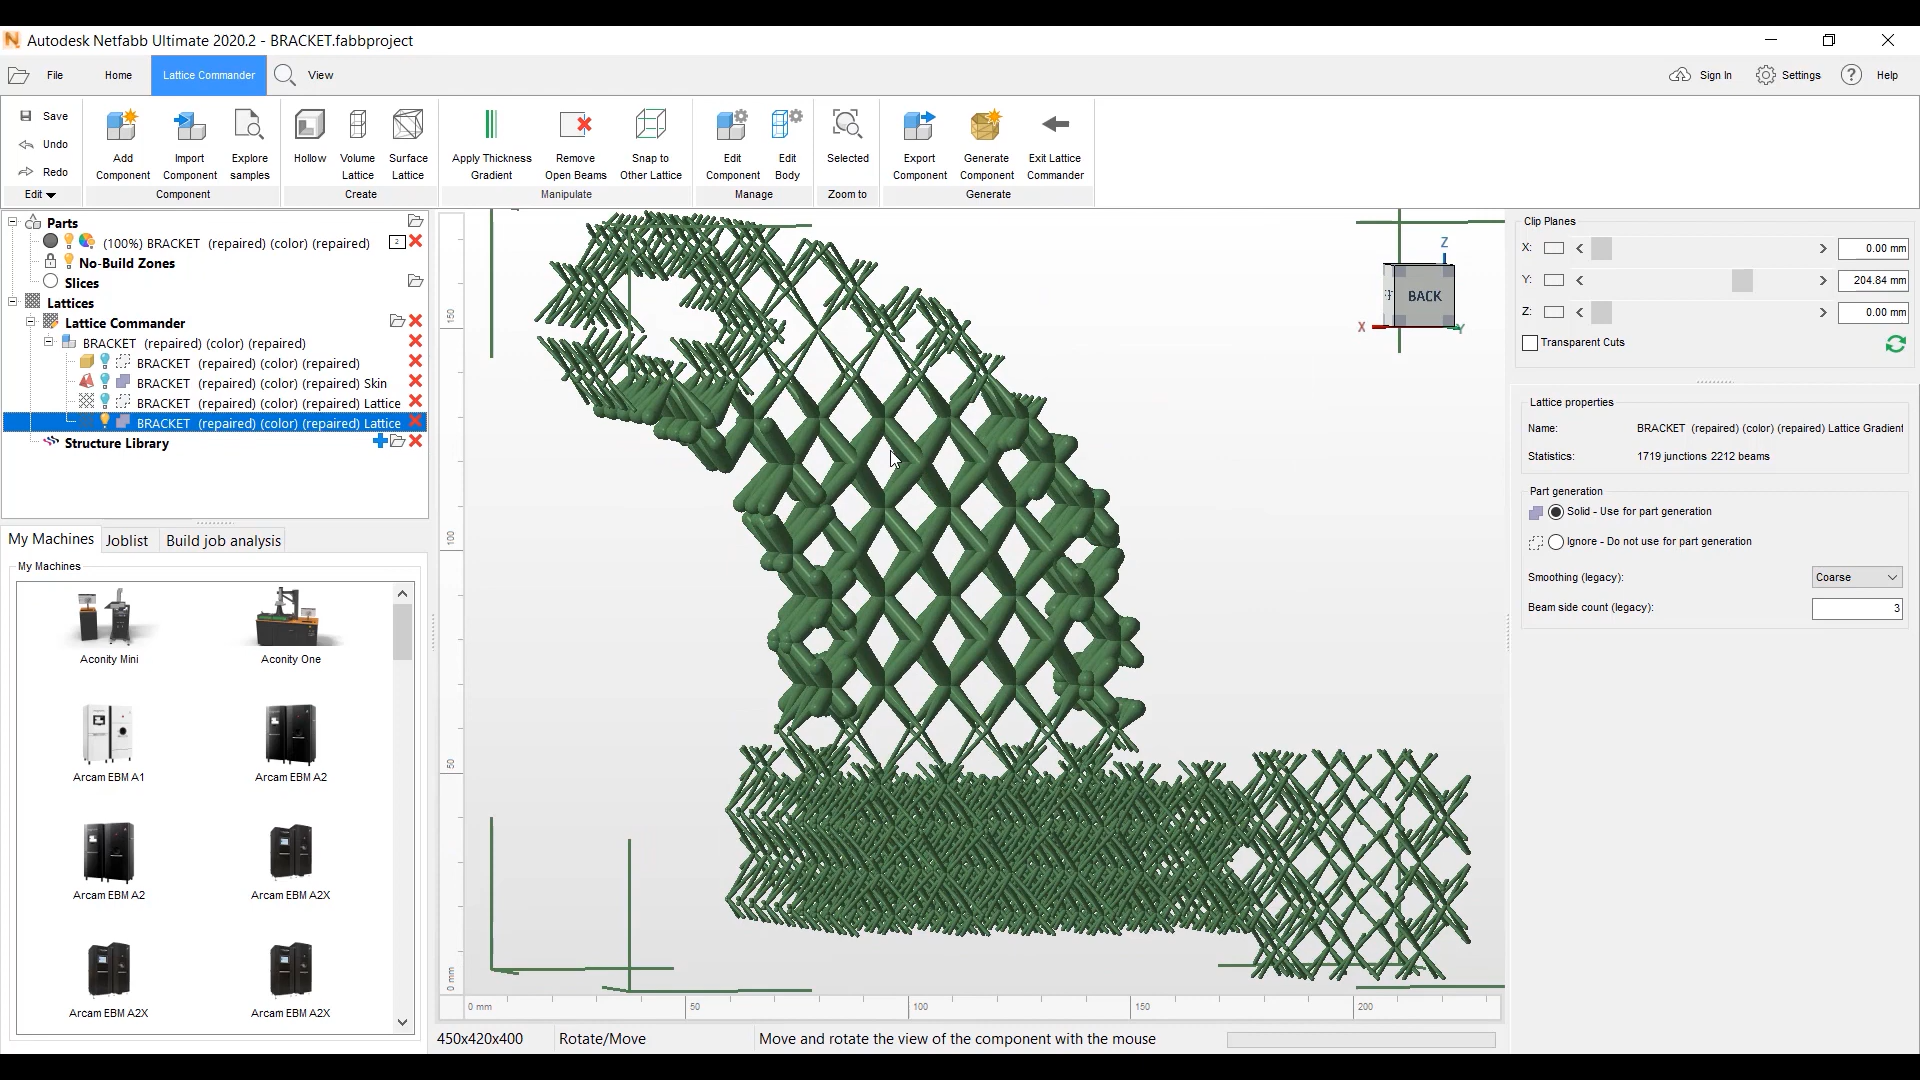 Autodesk Netfabb Ultimate 2020.2 - BRACKET.fabbproject
File Home Lattice Commander View Sign In Settings ? Help
Save
Undo
Redo
Edit
Add Component
Import Component
Explore samples
Component
Hollow
Volume Lattice
Surface Lattice
Create
Apply Thickness Gradient
Remove Open Beams
Snap to Other Lattice
Manipulate
Edit Component
Edit Body
Manage
Selected
Zoom to
Export Component
Generate Component
Exit Lattice Commander
Generate
Parts
(100%) BRACKET (repaired) (color) (repaired) 2
No-Build Zones
Slices
Lattices
Lattice Commander
BRACKET (repaired) (color) (repaired)
BRACKET (repaired) (color) (repaired)
BRACKET (repaired) (color) (repaired) Skin
BRACKET (repaired) (color) (repaired) Lattice
BRACKET (repaired) (color) (repaired) Lattice
Structure Library
My Machines Joblist Build job analysis
My Machines
Aconity Mini Aconity One
Arcam EBM A1 Arcam EBM A2
Arcam EBM A2 Arcam EBM A2X
Arcam EBM A2X Arcam EBM A2X
150
100
50
0 mm
0 mm 50 100 150 200
Z
BACK
X
Y
450x420x400 Rotate/Move Move and rotate the view of the component with the mouse
Clip Planes
X: < > 0.00 mm
Y: < > 204.84 mm
Z: < > 0.00 mm
Transparent Cuts
Lattice properties
Name: BRACKET (repaired) (color) (repaired) Lattice Gradient
Statistics: 1719 junctions 2212 beams
Part generation
Solid - Use for part generation
Ignore - Do not use for part generation
Smoothing (legacy): Coarse
Beam side count (legacy): 3